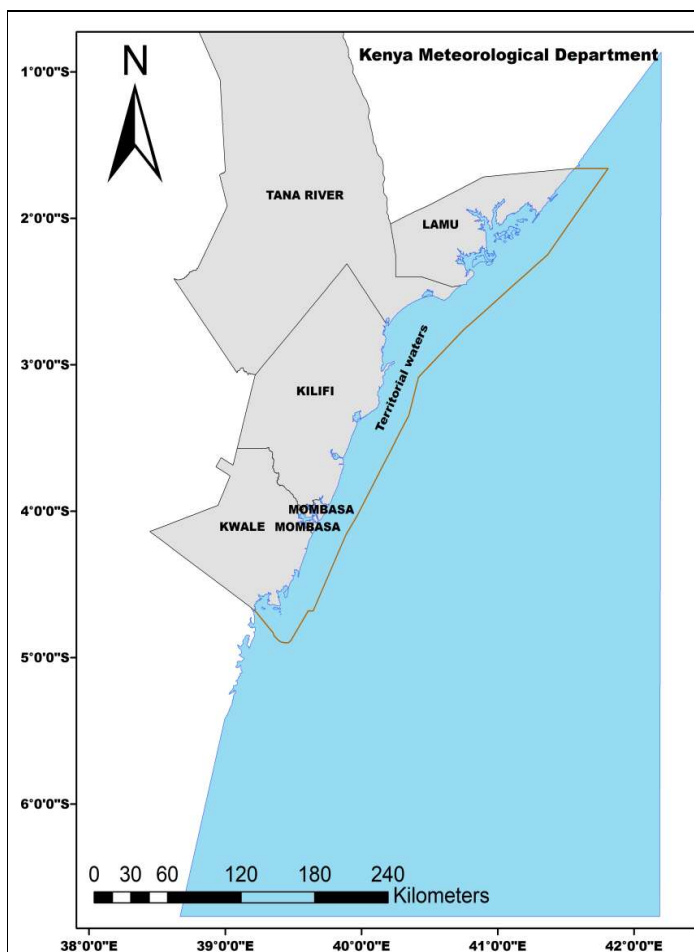 Kenya Meteorological Department
N
1°0'0"S
2°0'0"S
3°0'0"S
4°0'0"S
5°0'0"S
6°0'0"S
TANA RIVER
LAMU
Territorial waters
KILIFI
MOMBASA
KWALE MOMBASA
0 30 60 120 180 240
Kilometers
38°0'0"E 39°0'0"E 40°0'0"E 41°0'0"E 42°0'0"E